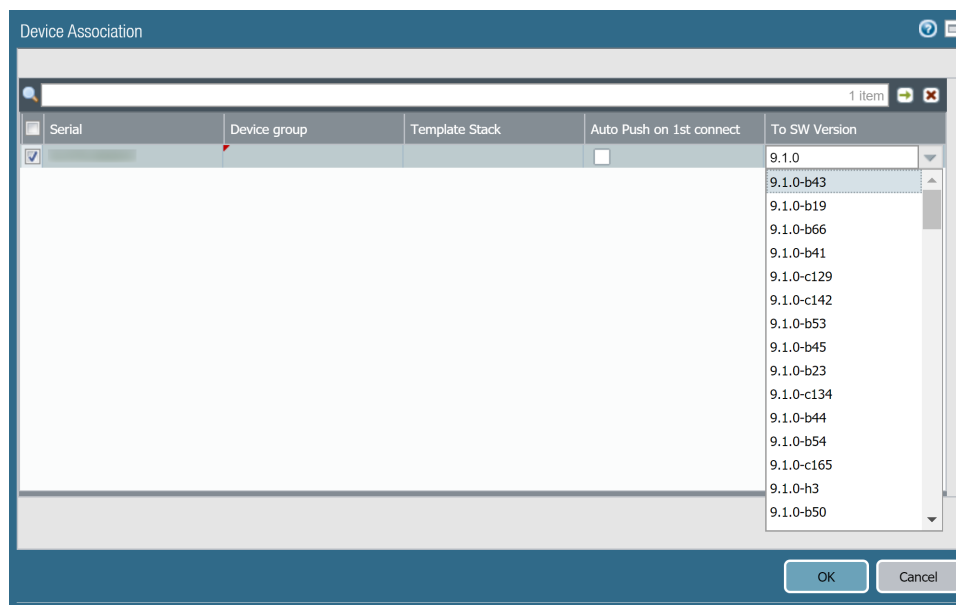 Device Association
1 item
Serial Device group Template Stack Auto Push on 1st connect To SW Version
9.1.0
9.1.0-b43
9.1.0-b19
9.1.0-b66
9.1.0-b41
9.1.0-c129
9.1.0-c142
9.1.0-b53
9.1.0-b45
9.1.0-b23
9.1.0-c134
9.1.0-b44
9.1.0-b54
9.1.0-c165
9.1.0-h3
9.1.0-b50
OK Cancel